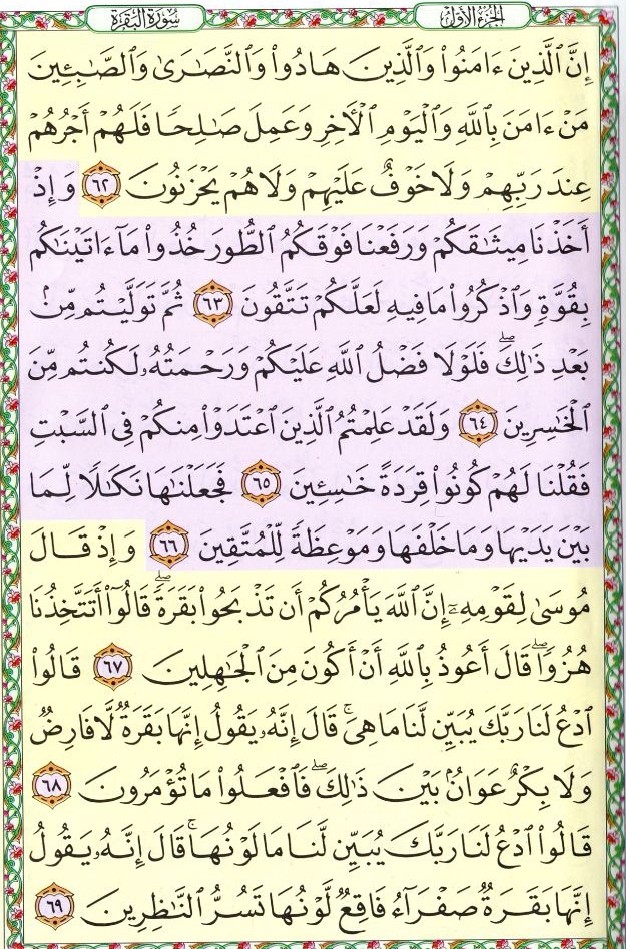 الجزء الأول
سورة البقرة
إِنَّ ٱلَّذِينَ ءَامَنُوا۟ وَٱلَّذِينَ هَادُوا۟ وَٱلنَّصَـٰرَىٰ وَٱلصَّـٰبِـِٔينَ
مَنْ ءَامَنَ بِٱللَّهِ وَٱلْيَوْمِ ٱلْـَٔاخِرِ وَعَمِلَ صَـٰلِحًا فَلَهُمْ أَجْرُهُمْ
عِندَ رَبِّهِمْ وَلَا خَوْفٌ عَلَيْهِمْ وَلَا هُمْ يَحْزَنُونَ ٦٢ وَإِذْ
أَخَذْنَا مِيثَـٰقَكُمْ وَرَفَعْنَا فَوْقَكُمُ ٱلطُّورَ خُذُوا۟ مَآ ءَاتَيْنَـٰكُم
بِقُوَّةٍ وَٱذْكُرُوا۟ مَا فِيهِ لَعَلَّكُمْ تَتَّقُونَ ٦٣ ثُمَّ تَوَلَّيْتُم مِّنۢ
بَعْدِ ذَٰلِكَ ۖ فَلَوْلَا فَضْلُ ٱللَّهِ عَلَيْكُمْ وَرَحْمَتُهُۥ لَكُنتُم مِّنَ
ٱلْخَـٰسِرِينَ ٦٤ وَلَقَدْ عَلِمْتُمُ ٱلَّذِينَ ٱعْتَدَوْا۟ مِنكُمْ فِى ٱلسَّبْتِ
فَقُلْنَا لَهُمْ كُونُوا۟ قِرَدَةً خَـٰسِـِٔينَ ٦٥ فَجَعَلْنَـٰهَا نَكَـٰلًا لِّمَا
بَيْنَ يَدَيْهَا وَمَا خَلْفَهَا وَمَوْعِظَةً لِّلْمُتَّقِينَ ٦٦ وَإِذْ قَالَ
مُوسَىٰ لِقَوْمِهِۦٓ إِنَّ ٱللَّهَ يَأْمُرُكُمْ أَن تَذْبَحُوا۟ بَقَرَةً ۖ قَالُوٓا۟ أَتَتَّخِذُنَا
هُزُوًا ۖ قَالَ أَعُوذُ بِٱللَّهِ أَنْ أَكُونَ مِنَ ٱلْجَـٰهِلِينَ ٦٧ قَالُوا۟
ٱدْعُ لَنَا رَبَّكَ يُبَيِّن لَّنَا مَا هِىَ ۚ قَالَ إِنَّهُۥ يَقُولُ إِنَّهَا بَقَرَةٌ لَّا فَارِضٌ
وَلَا بِكْرٌ عَوَانٌۢ بَيْنَ ذَٰلِكَ ۖ فَٱفْعَلُوا۟ مَا تُؤْمَرُونَ ٦٨
قَالُوا۟ ٱدْعُ لَنَا رَبَّكَ يُبَيِّن لَّنَا مَا لَوْنُهَا ۚ قَالَ إِنَّهُۥ يَقُولُ
إِنَّهَا بَقَرَةٌ صَفْرَآءُ فَاقِعٌ لَّوْنُهَا تَسُرُّ ٱلنَّـٰظِرِينَ ٦٩